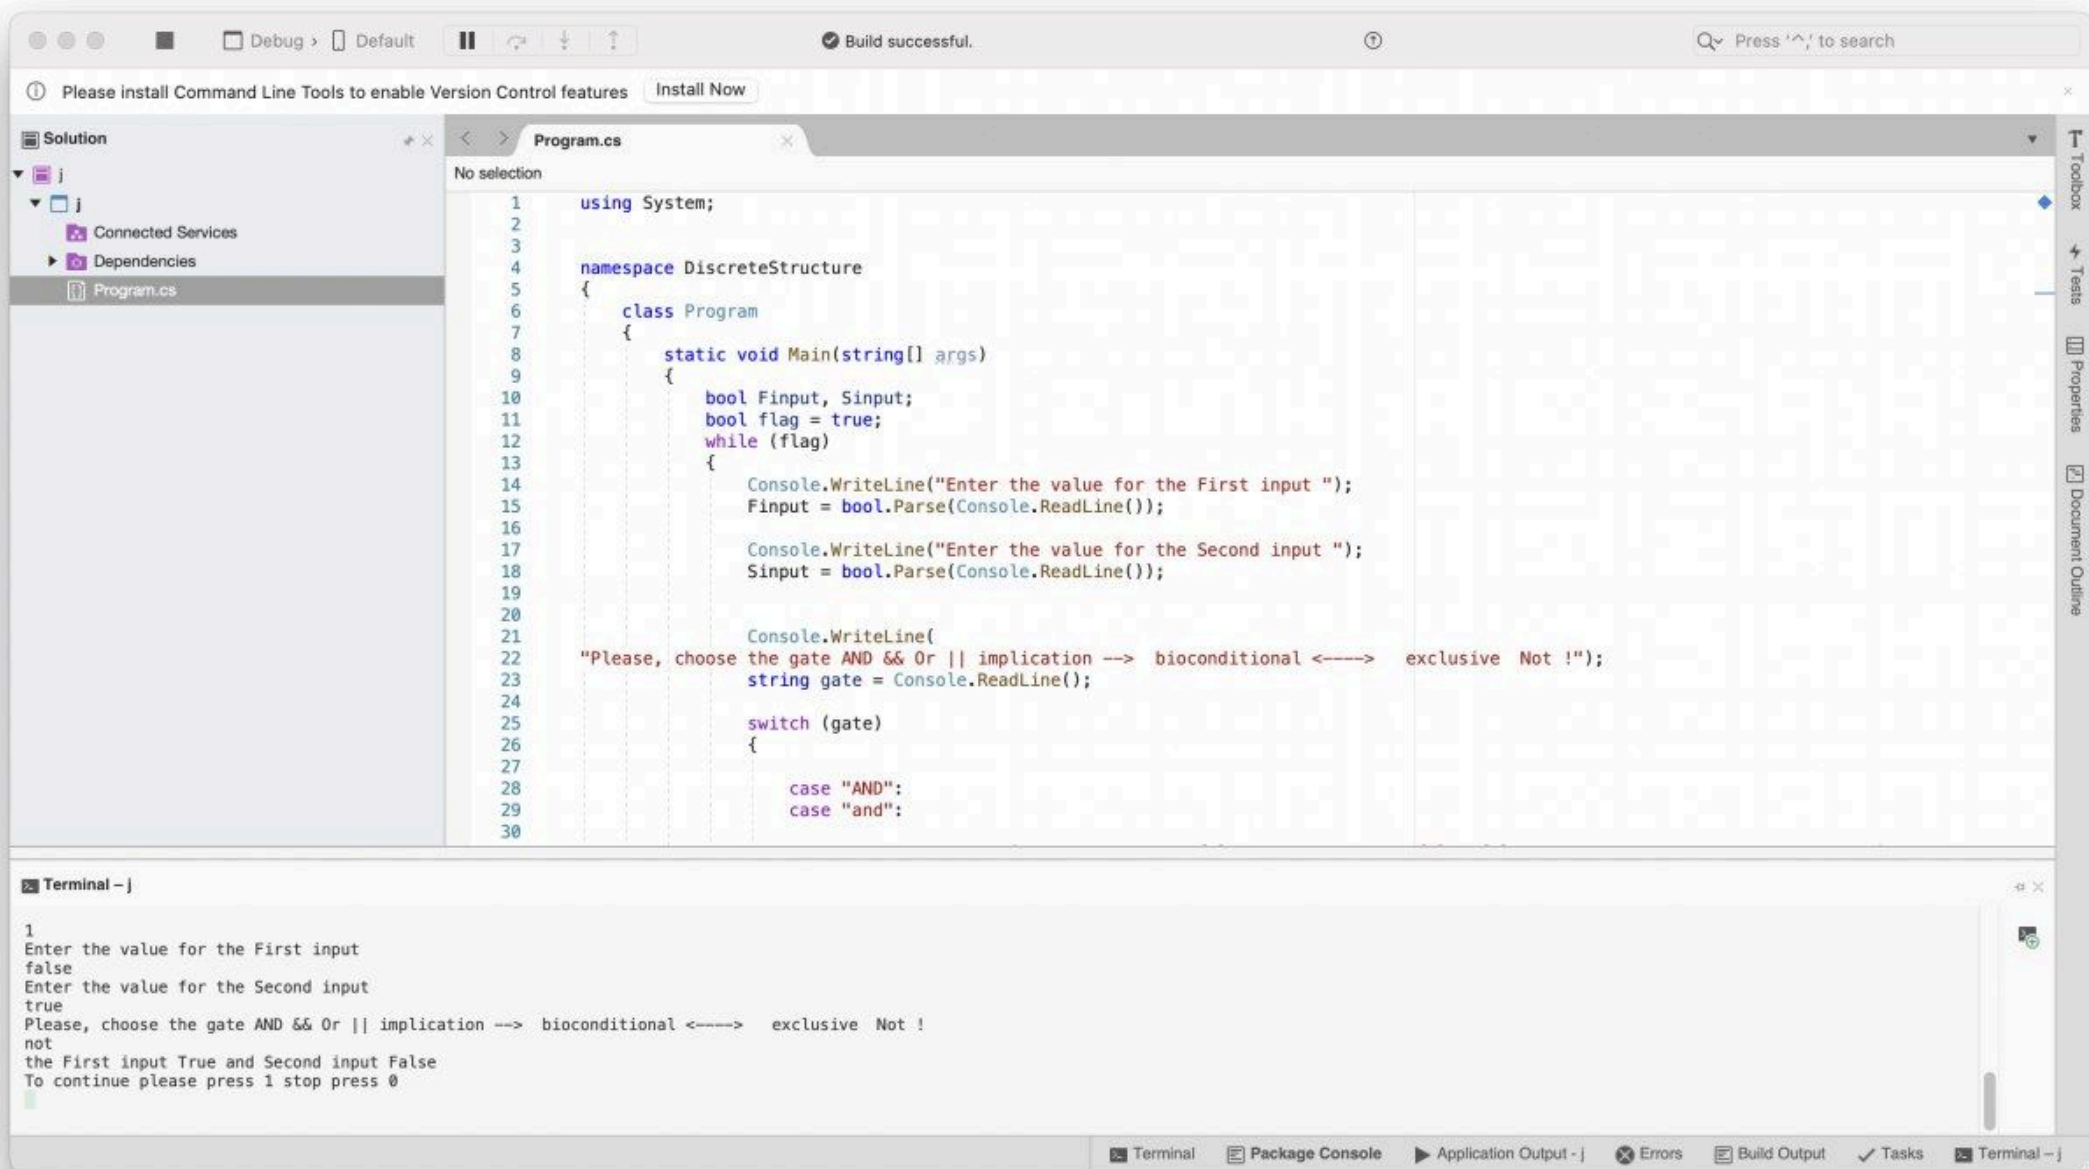 Debug › Default
Build successful.
Press '^,' to search
Please install Command Line Tools to enable Version Control features Install Now
Solution
j
j
Connected Services
Dependencies
Program.cs
Program.cs
No selection
1 using System;
2
3
4 namespace DiscreteStructure
5 {
6 class Program
7 {
8 static void Main(string[] args)
9 {
10 bool Finput, Sinput;
11 bool flag = true;
12 while (flag)
13 {
14 Console.WriteLine("Enter the value for the First input ");
15 Finput = bool.Parse(Console.ReadLine());
16
17 Console.WriteLine("Enter the value for the Second input ");
18 Sinput = bool.Parse(Console.ReadLine());
19
20
21 Console.WriteLine(
22 "Please, choose the gate AND && Or || implication --> bioconditional <----> exclusive Not !");
23 string gate = Console.ReadLine();
24
25 switch (gate)
26 {
27
28 case "AND":
29 case "and":
30
Toolbox
Tests
Properties
Document Outline
Terminal – j
1
Enter the value for the First input
false
Enter the value for the Second input
true
Please, choose the gate AND && Or || implication --> bioconditional <----> exclusive Not !
not
the First input True and Second input False
To continue please press 1 stop press 0
Terminal Package Console Application Output - j Errors Build Output Tasks Terminal – j